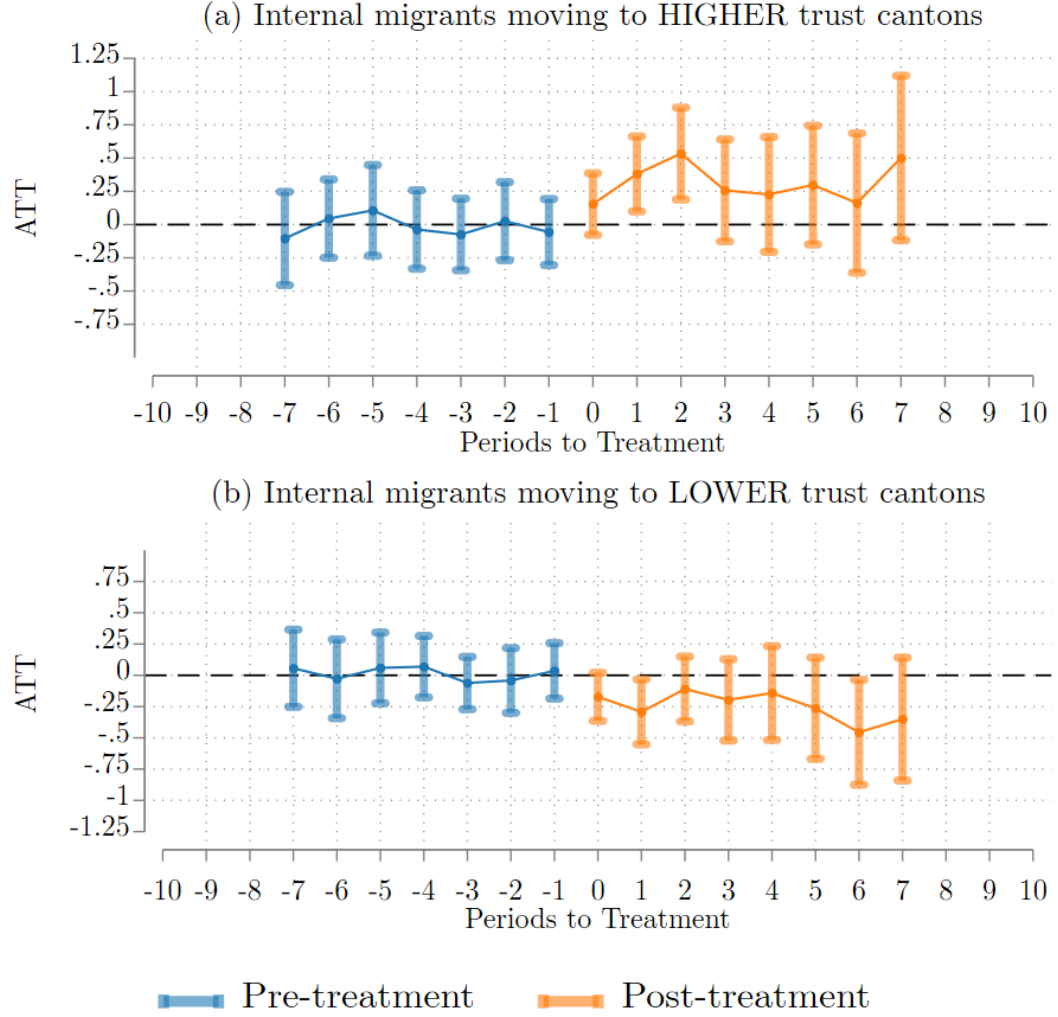 (a) Internal migrants moving to HIGHER trust cantons
1.25
1
.75
.5
.25
0
-.25
-.5
-.75
ATT
-10 -9 -8 -7 -6 -5 -4 -3 -2 -1 0 1 2 3 4 5 6 7 8 9 10
Periods to Treatment
(b) Internal migrants moving to LOWER trust cantons
.75
.5
.25
0
-.25
-.5
-.75
-1
-1.25
ATT
-10 -9 -8 -7 -6 -5 -4 -3 -2 -1 0 1 2 3 4 5 6 7 8 9 10
Periods to Treatment
Pre-treatment Post-treatment